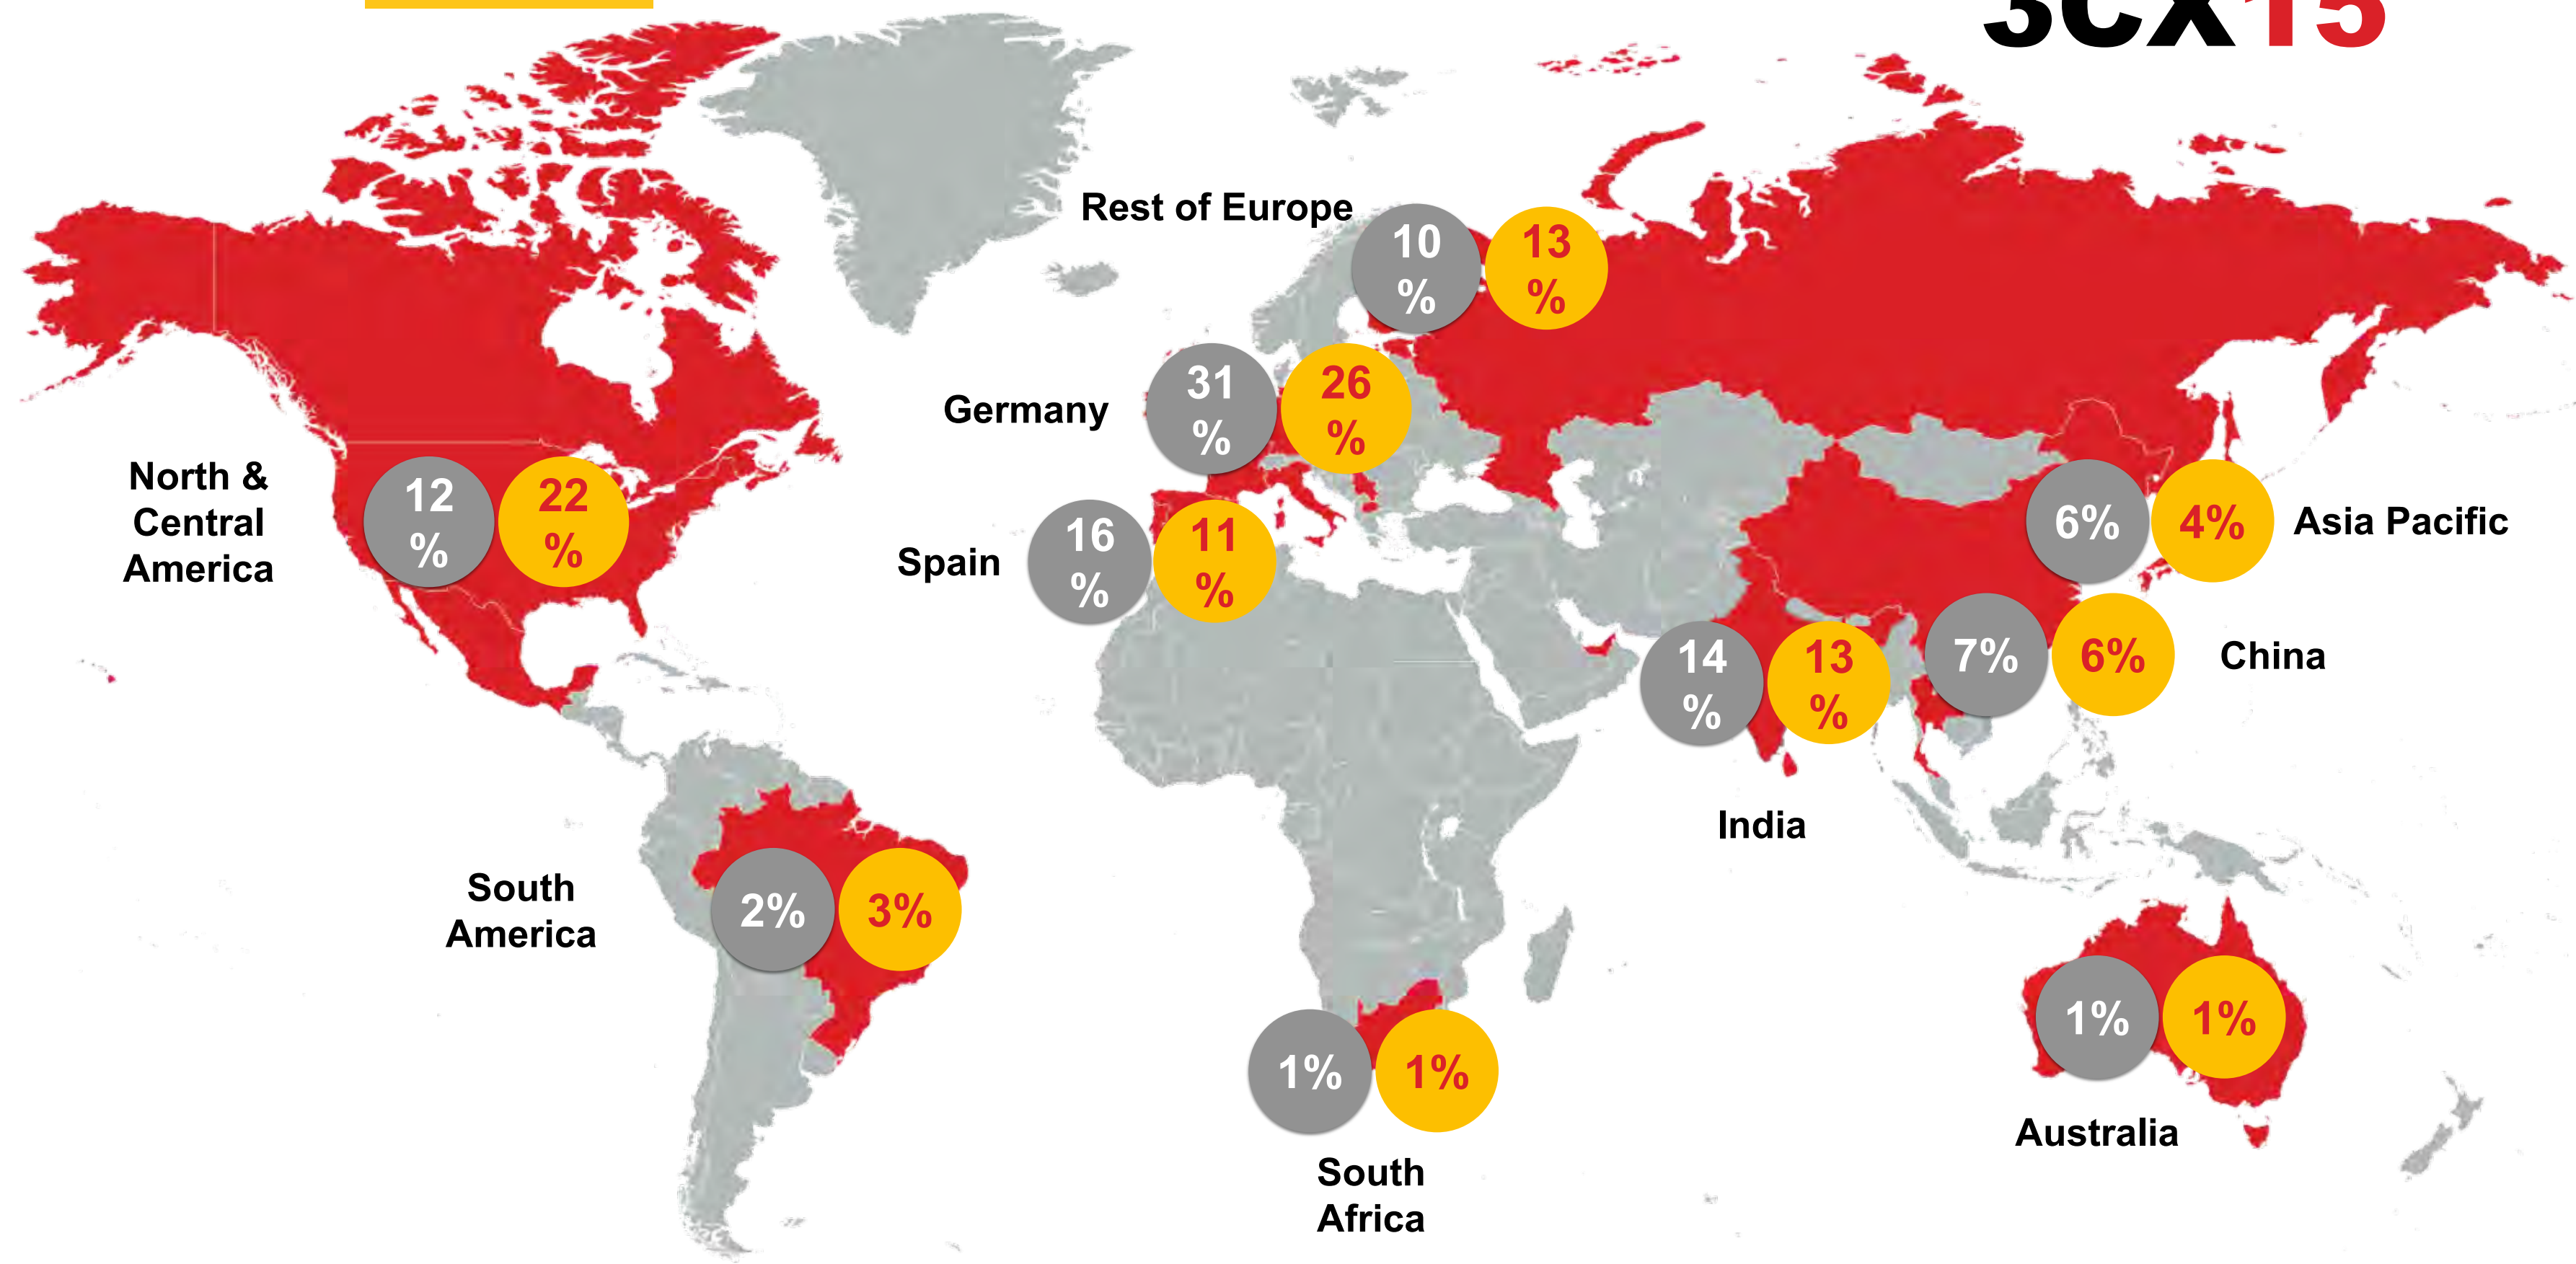 3CX15
Rest of Europe
10
%
13
%
Germany
31
%
26
%
North &
Central
America
12
%
22
%
Spain
16
%
11
%
6%
4%
Asia Pacific
14
%
13
%
7%
6%
China
India
South
America
2%
3%
1%
1%
South
Africa
1%
1%
Australia